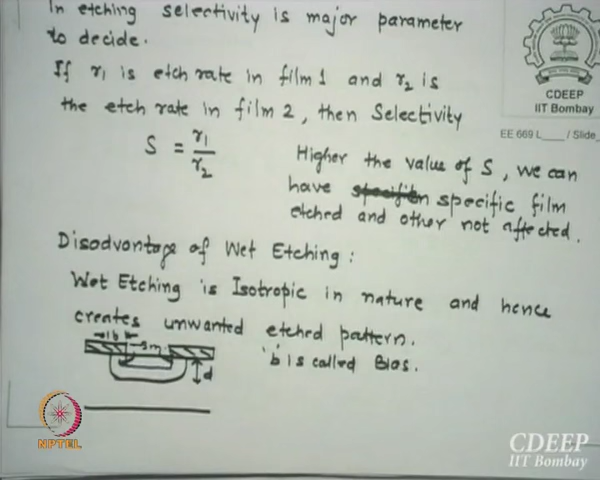 In etching selectivity is major parameter
to decide.
If r1 is etch rate in film 1 and r2 is
the etch rate in film 2, then Selectivity
S = r1/r2
Higher the value of S, we can
have specific film
etched and other not affected.
Disadvantage of Wet Etching:
Wet Etching is Isotropic in nature and hence
creates unwanted etched pattern.
b
d
'b' is called Bias.
CDEEP
IIT Bombay
EE 669 L____ / Slide_
NPTEL
CDEEP
IIT Bombay